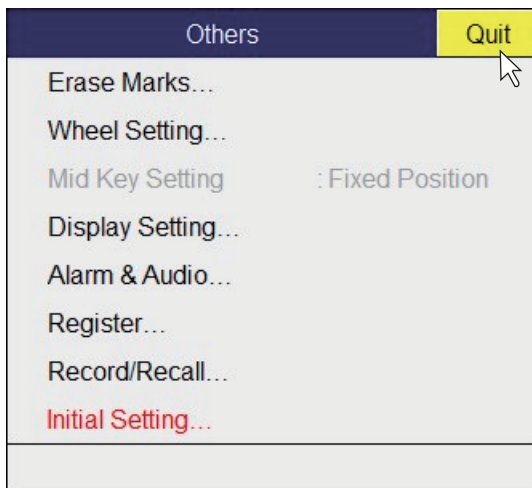 Others Quit
Erase Marks...
Wheel Setting...
Mid Key Setting : Fixed Position
Display Setting...
Alarm & Audio...
Register...
Record/Recall...
Initial Setting...